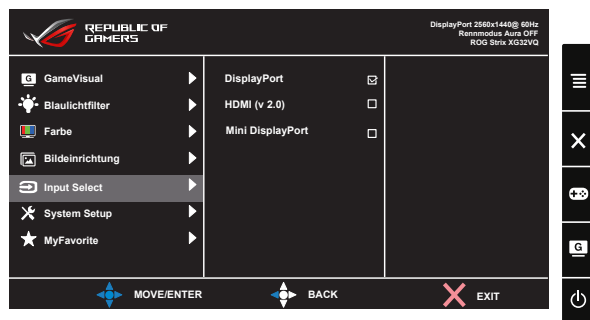 REPUBLIC OF
GAMERS
DisplayPort 2560x1440@ 60Hz
Rennmodus Aura OFF
ROG Strix XG32VQ
G GameVisual
Blaulichtfilter
Farbe
Bildeinrichtung
Input Select
System Setup
MyFavorite
DisplayPort
HDMI (v 2.0)
Mini DisplayPort
MOVE/ENTER
BACK
EXIT
G